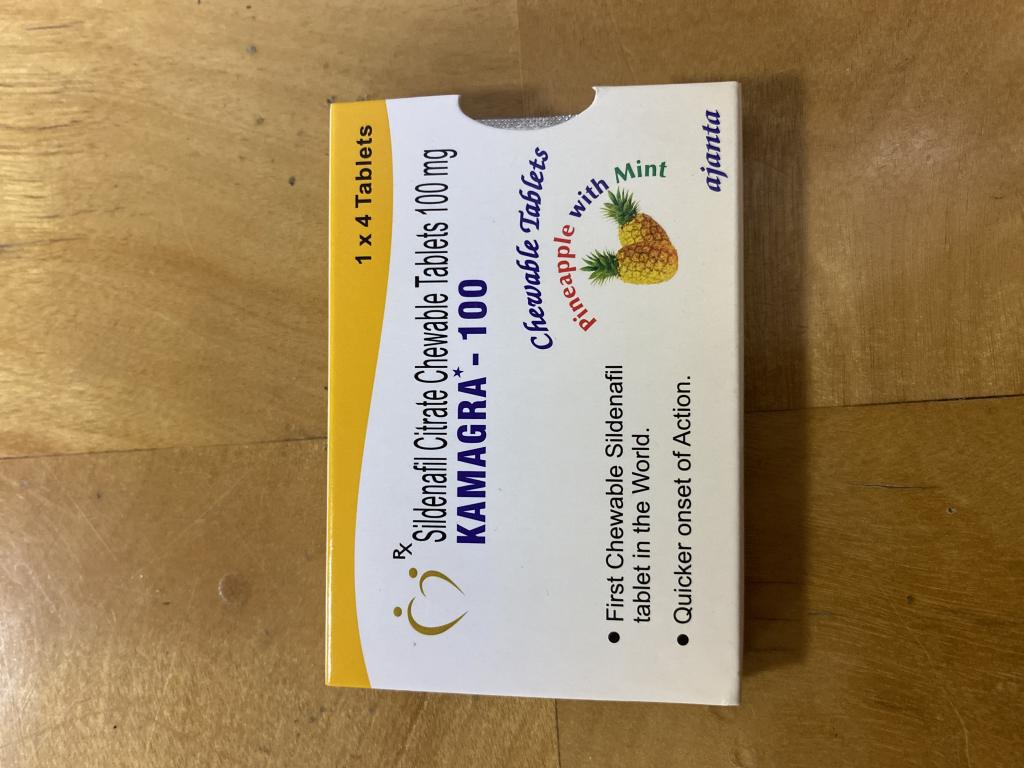 1 x 4 Tablets
Rx
Sildenafil Citrate Chewable Tablets 100 mg
KAMAGRA* - 100
Chewable Tablets
Pineapple with Mint
• First Chewable Sildenafil
tablet in the World.
• Quicker onset of Action.
ajanta